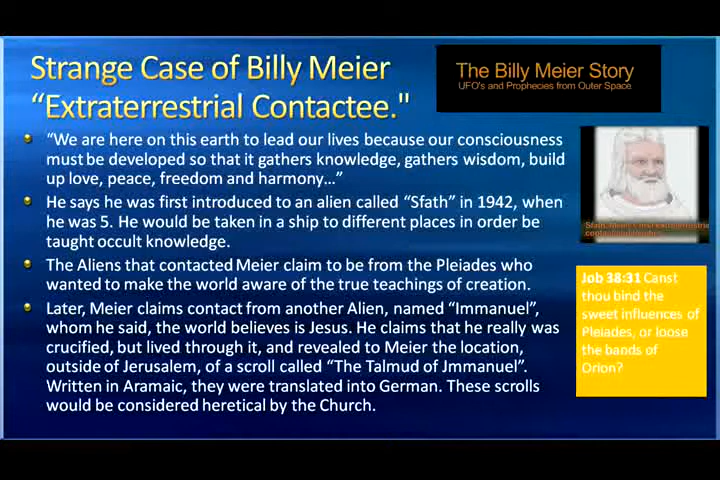 Strange Case of Billy Meier
“Extraterrestrial Contactee."
The Billy Meier Story
UFO's and Prophecies from Outer Space
“We are here on this earth to lead our lives because our consciousness
must be developed so that it gathers knowledge, gathers wisdom, build
up love, peace, freedom and harmony…”
He says he was first introduced to an alien called “Sfath” in 1942, when
he was 5. He would be taken in a ship to different places in order be
taught occult knowledge.
The Aliens that contacted Meier claim to be from the Pleiades who
wanted to make the world aware of the true teachings of creation.
Later, Meier claims contact from another Alien, named “Immanuel”,
whom he said, the world believes is Jesus. He claims that he really was
crucified, but lived through it, and revealed to Meier the location,
outside of Jerusalem, of a scroll called “The Talmud of Jmmanuel”.
Written in Aramaic, they were translated into German. These scrolls
would be considered heretical by the Church.
Sfath, Meier's
Job 38:31 Canst
thou bind the
sweet influences of
Pleiades, or loose
the bands of
Orion?